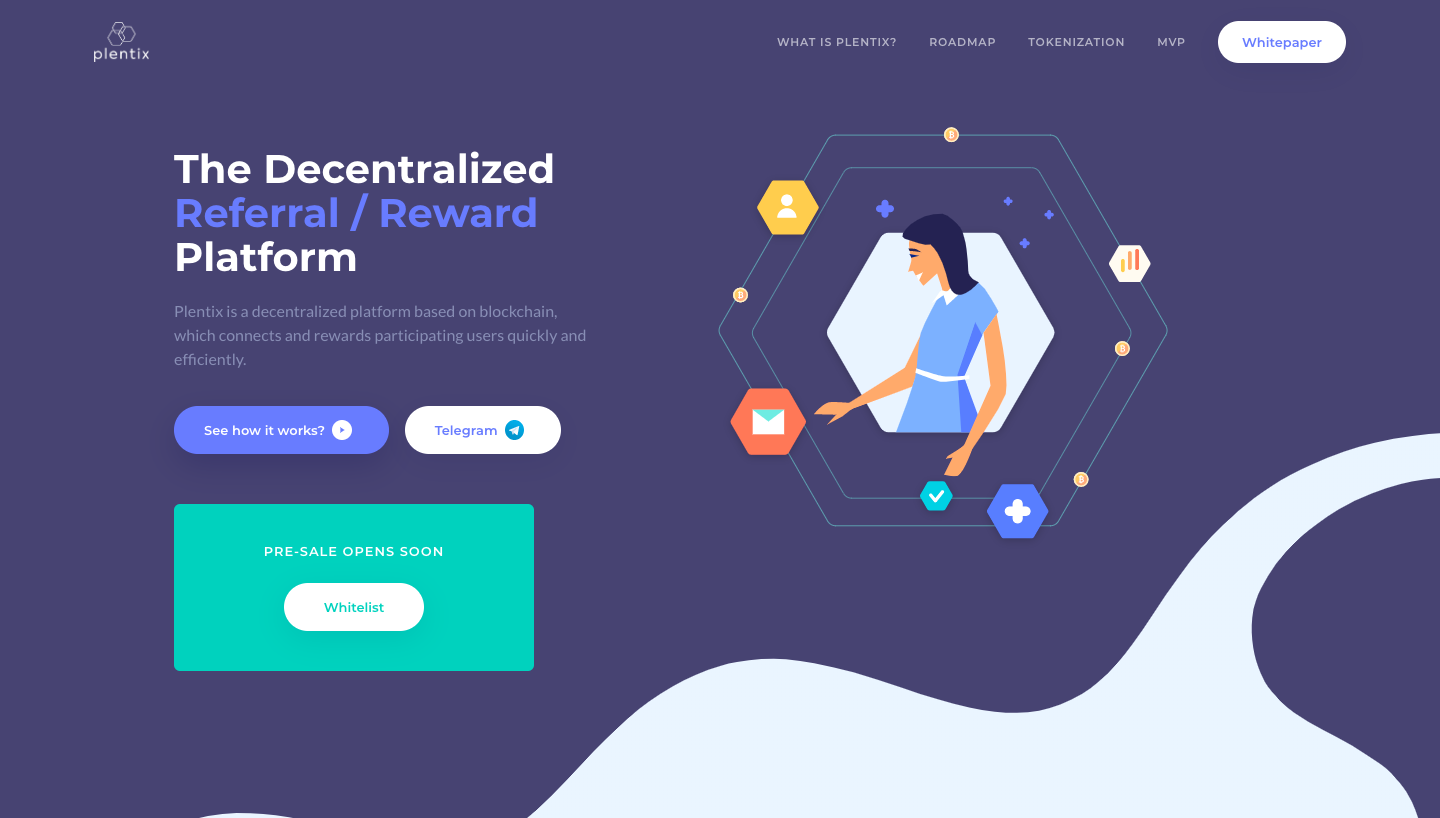 plentix
WHAT IS PLENTIX?
ROADMAP
TOKENIZATION
MVP
Whitepaper
The Decentralized
Referral / Reward
Platform
Plentix is a decentralized platform based on blockchain,
which connects and rewards participating users quickly and
efficiently.
See how it works?
Telegram
PRE-SALE OPENS SOON
Whitelist